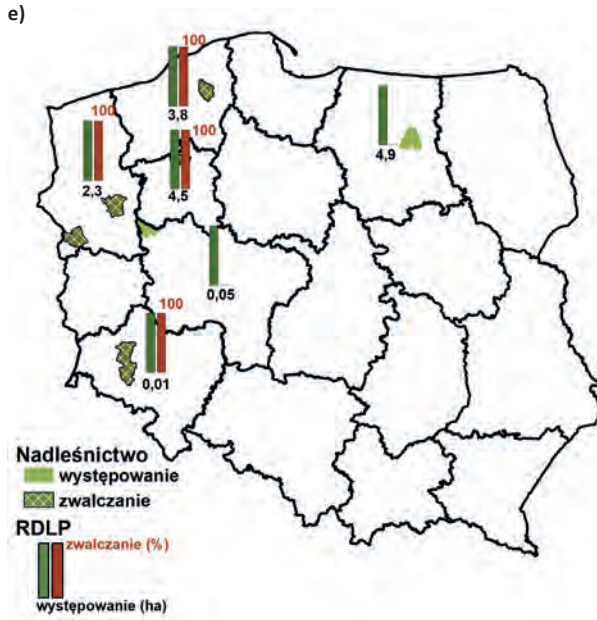 e)
100
3,8
100
4,5
100
2,3
4,9
0,05
100
0,01
Nadleśnictwo
występowanie
zwalczanie
RDLP
zwalczanie (%)
występowanie (ha)